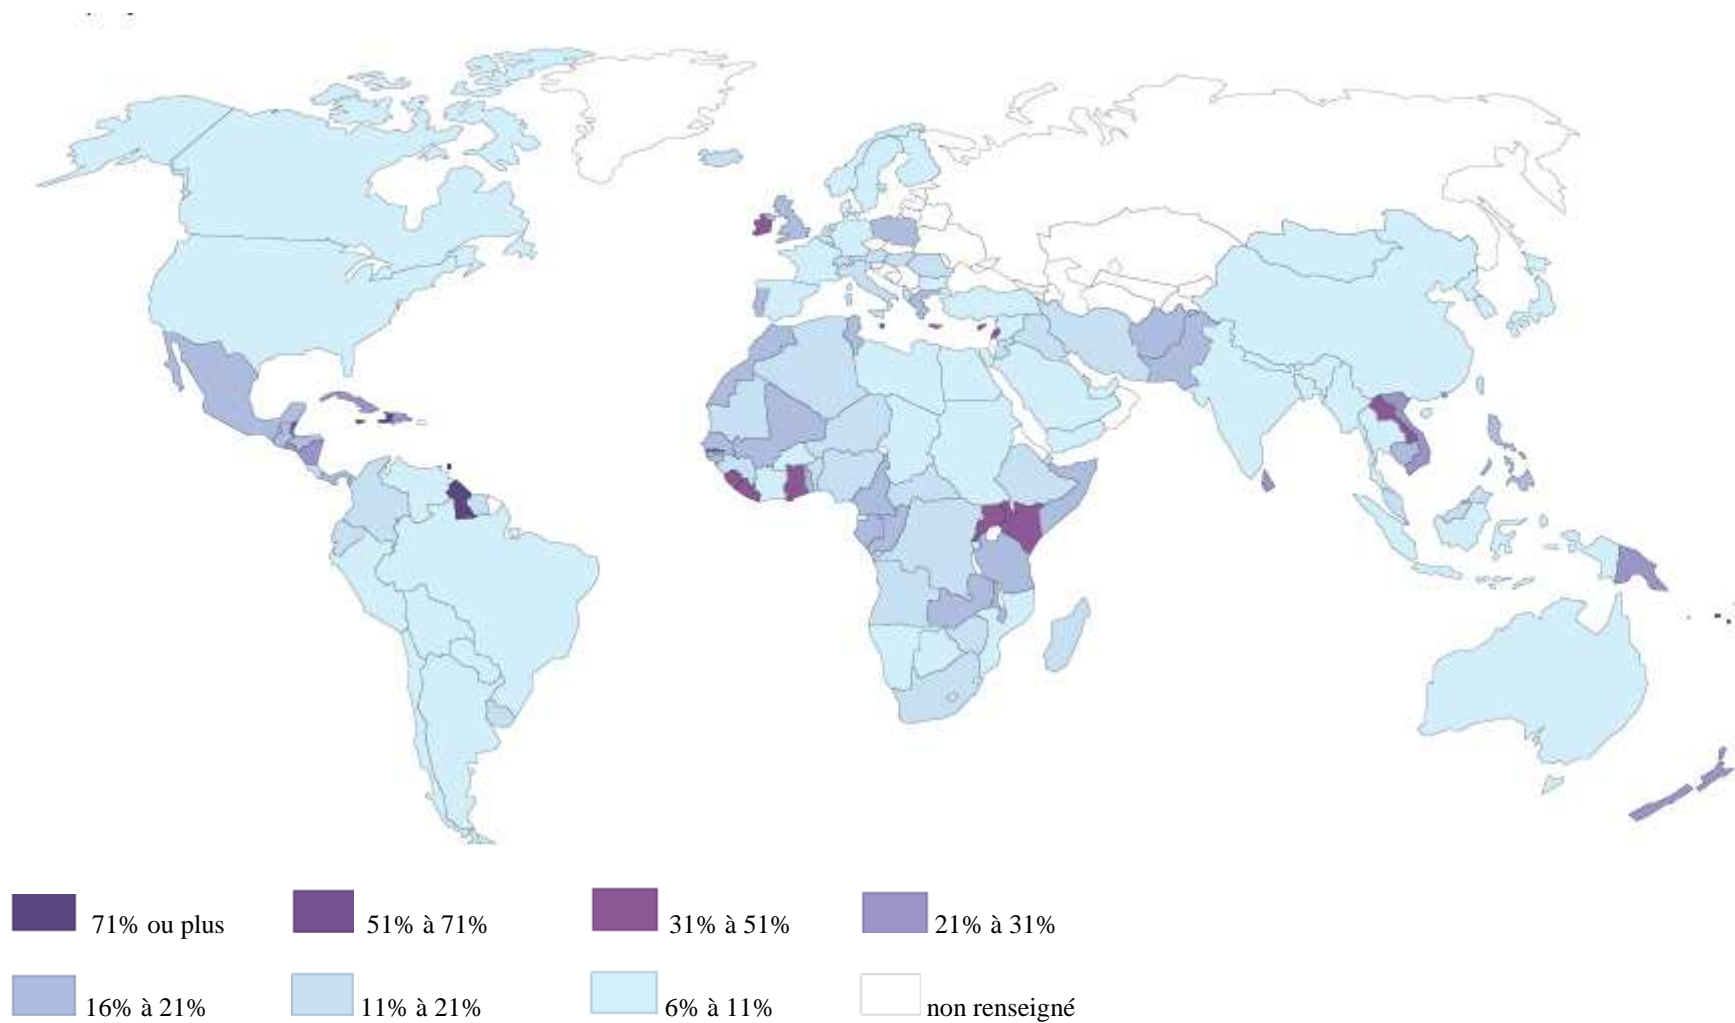 71% ou plus
51% à 71%
31% à 51%
21% à 31%
16% à 21%
11% à 21%
6% à 11%
non renseigné